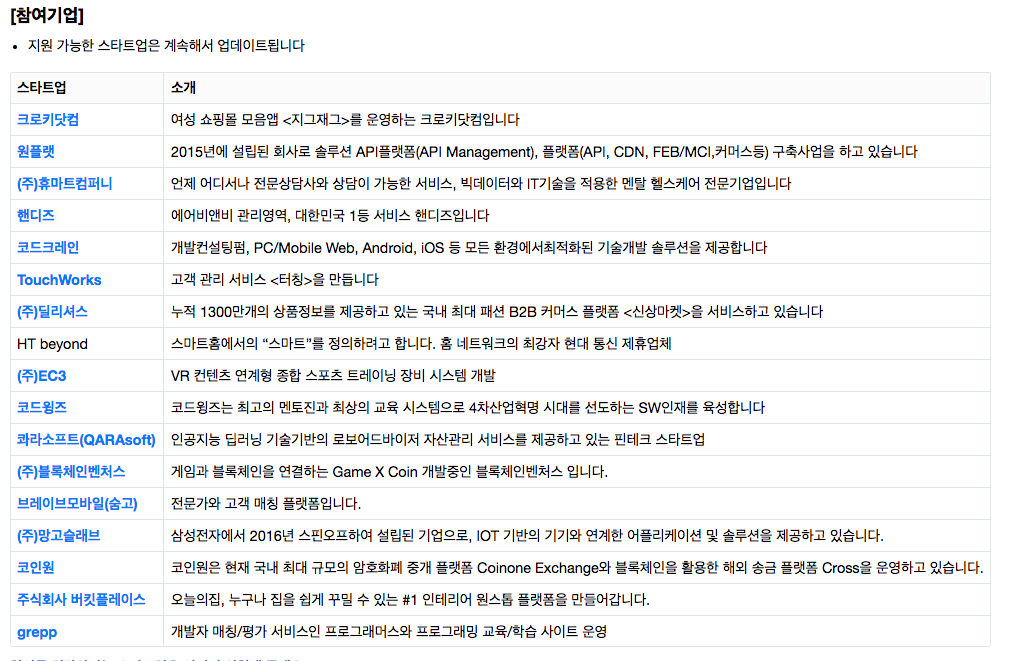 [참여기업]
• 지원 가능한 스타트업은 계속해서 업데이트됩니다
스타트업 소개
크로키닷컴 여성 쇼핑몰 모음앱 <지그재그>를 운영하는 크로키닷컴입니다
원플랫 2015년에 설립된 회사로 솔루션 API플랫폼(API Management), 플랫폼(API, CDN, FEB/MCI,커머스등) 구축사업을 하고 있습니다
(주)휴마트컴퍼니 언제 어디서나 전문상담사와 상담이 가능한 서비스, 빅데이터와 IT기술을 적용한 멘탈 헬스케어 전문기업입니다
핸디즈 에어비앤비 관리영역, 대한민국 1등 서비스 핸디즈입니다
코드크레인 개발컨설팅펌, PC/Mobile Web, Android, iOS 등 모든 환경에서최적화된 기술개발 솔루션을 제공합니다
TouchWorks 고객 관리 서비스 <터칭>을 만듭니다
(주)딜리셔스 누적 1300만개의 상품정보를 제공하고 있는 국내 최대 패션 B2B 커머스 플랫폼 <신상마켓>을 서비스하고 있습니다
HT beyond 스마트홈에서의 “스마트”를 정의하려고 합니다. 홈 네트워크의 최강자 현대 통신 제휴업체
(주)EC3 VR 컨텐츠 연계형 종합 스포츠 트레이닝 장비 시스템 개발
코드윙즈 코드윙즈는 최고의 멘토진과 최상의 교육 시스템으로 4차산업혁명 시대를 선도하는 SW인재를 육성합니다
콰라소프트(QARAsoft) 인공지능 딥러닝 기술기반의 로보어드바이저 자산관리 서비스를 제공하고 있는 핀테크 스타트업
(주)블록체인벤처스 게임과 블록체인을 연결하는 Game X Coin 개발중인 블록체인벤처스 입니다.
브레이브모바일(숨고) 전문가와 고객 매칭 플랫폼입니다.
(주)망고슬래브 삼성전자에서 2016년 스핀오프하여 설립된 기업으로, IOT 기반의 기기와 연계한 어플리케이션 및 솔루션을 제공하고 있습니다.
코인원 코인원은 현재 국내 최대 규모의 암호화폐 중개 플랫폼 Coinone Exchange와 블록체인을 활용한 해외 송금 플랫폼 Cross을 운영하고 있습니다.
주식회사 버킷플레이스 오늘의집, 누구나 집을 쉽게 꾸밀 수 있는 #1 인테리어 원스톱 플랫폼을 만들어갑니다.
grepp 개발자 매칭/평가 서비스인 프로그래머스와 프로그래밍 교육/학습 사이트 운영